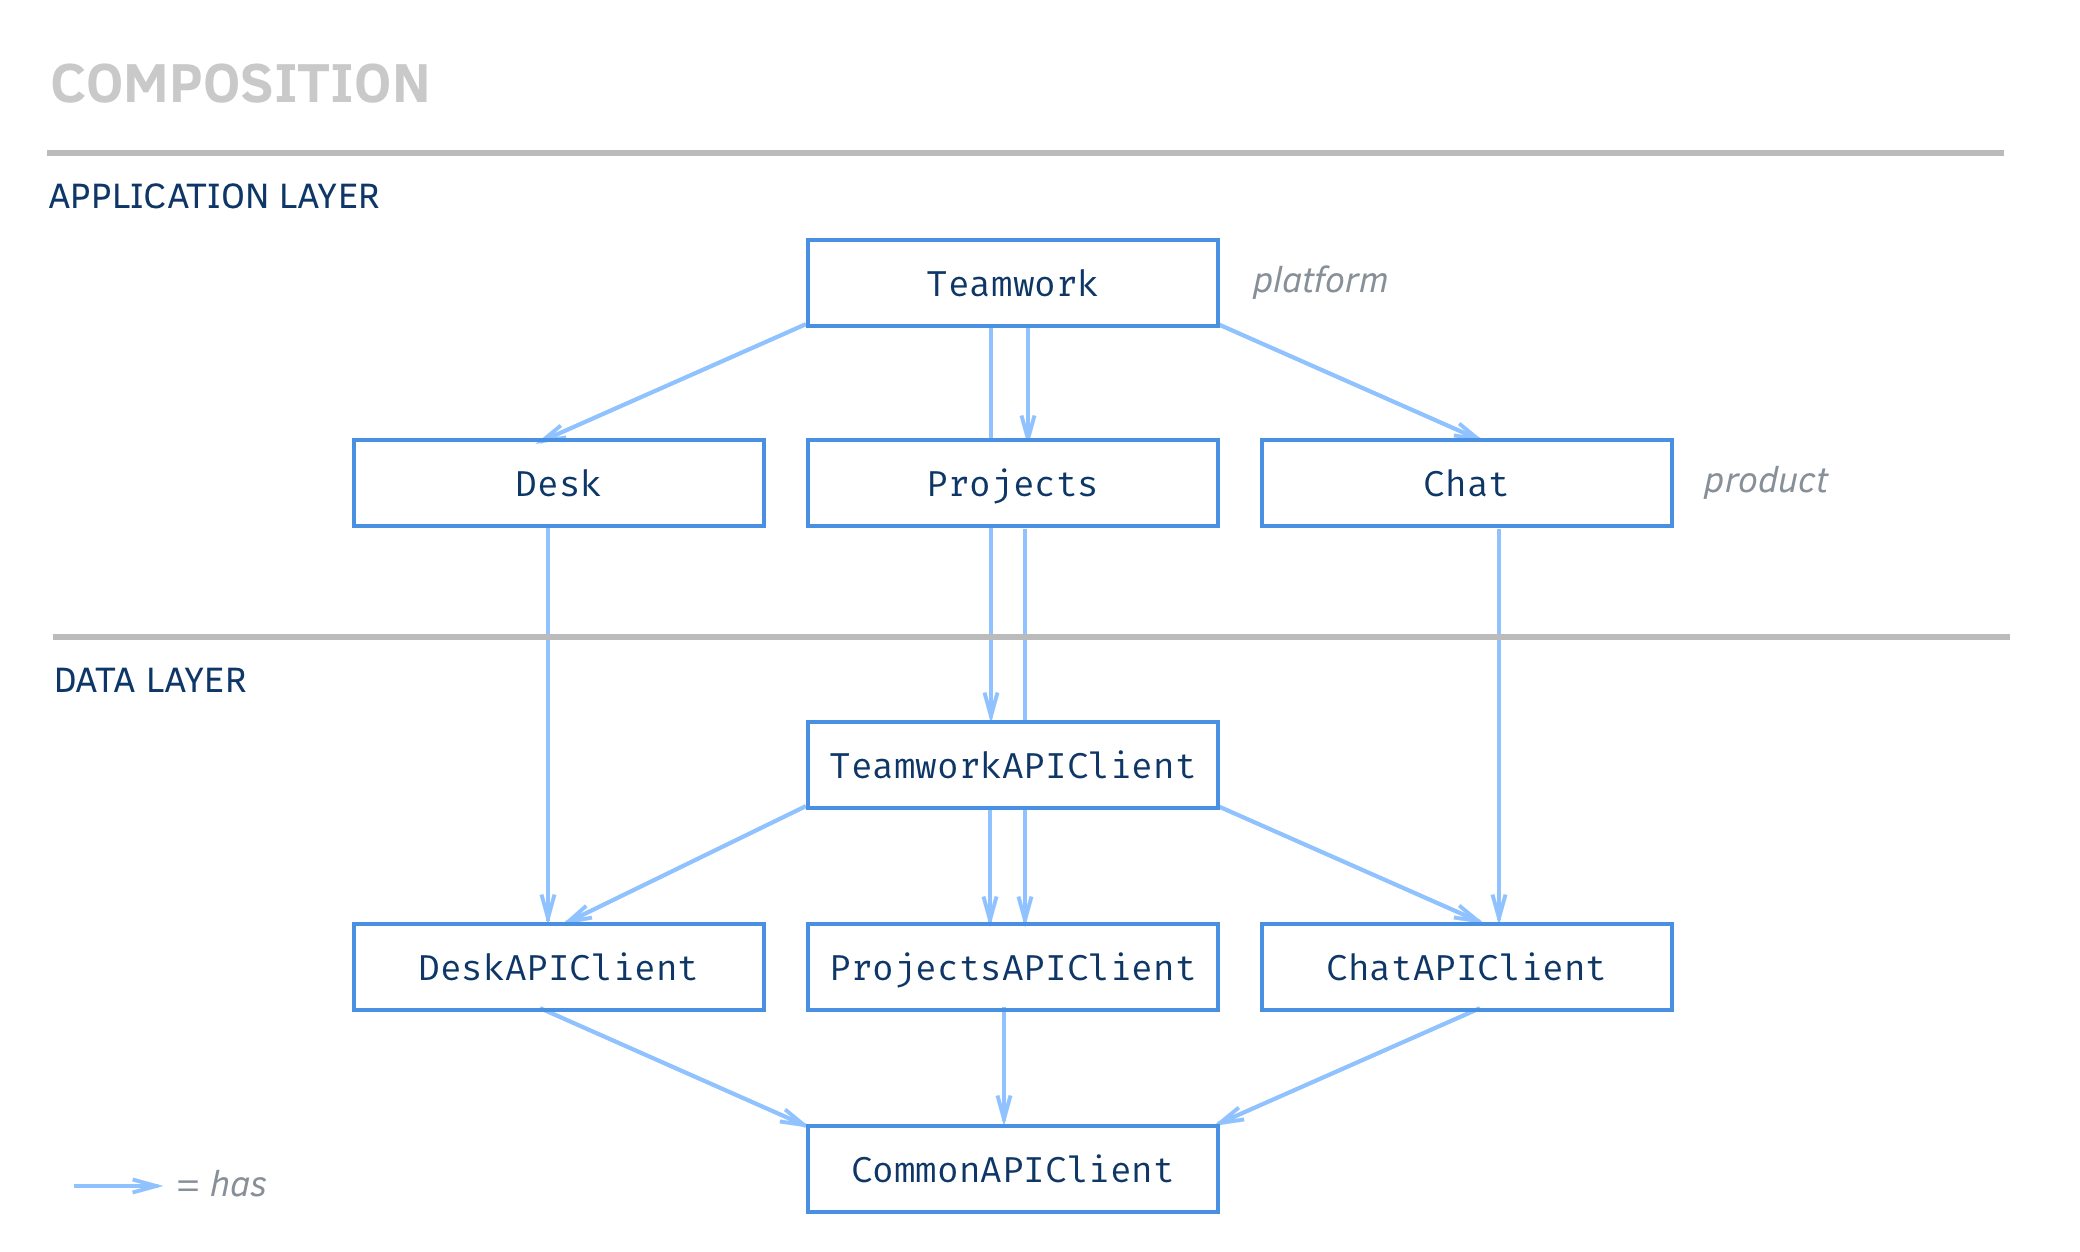 COMPOSITION
APPLICATION LAYER
Teamwork
platform
Desk
Projects
Chat
product
DATA LAYER
TeamworkAPIClient
DeskAPIClient
ProjectsAPIClient
ChatAPIClient
CommonAPIClient
= has